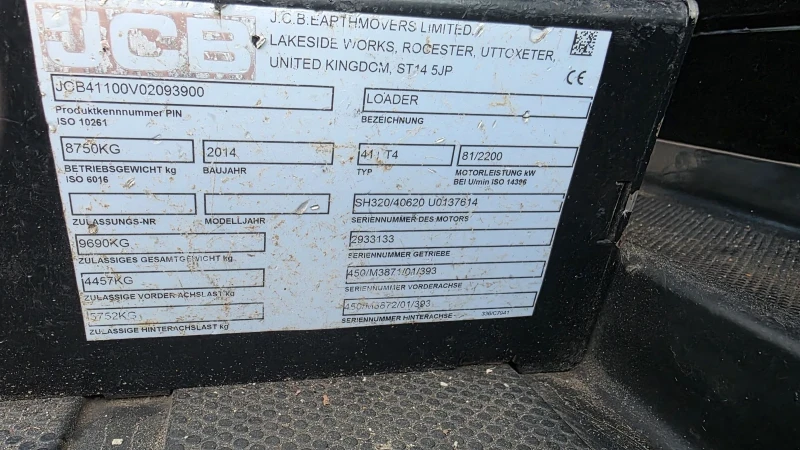 JCB
J.C.B.EARTHMOVERS LIMITED,
LAKESIDE WORKS, ROCESTER, UTTOXETER,
UNITED KINGDOM, ST14 5JP
CE
JCB41100V02093900
Produktkennnummer PIN
ISO 10261
LOADER
BEZEICHNUNG
8750KG
BETRIEBSGEWICHT kg
ISO 6016
2014
BAUJAHR
411 T4
TYP
81/2200
MOTORLEISTUNG kW
BEI U/min ISO 14396
ZULASSUNGS-NR
MODELLJAHR
SH320/40620 U0137614
SERIENNUMMER DES MOTORS
9690KG
ZULASSIGES GESAMTGEWICHT kg
2933133
SERIENNUMMER GETRIEBE
4457KG
ZULASSIGE VORDERACHSLAST kg
450/M3871/01/393
SERIENNUMMER VORDERACHSE
5752KG
ZULASSIGE HINTERACHSLAST kg
450/M3872/01/393
SERIENNUMMER HINTERACHSE